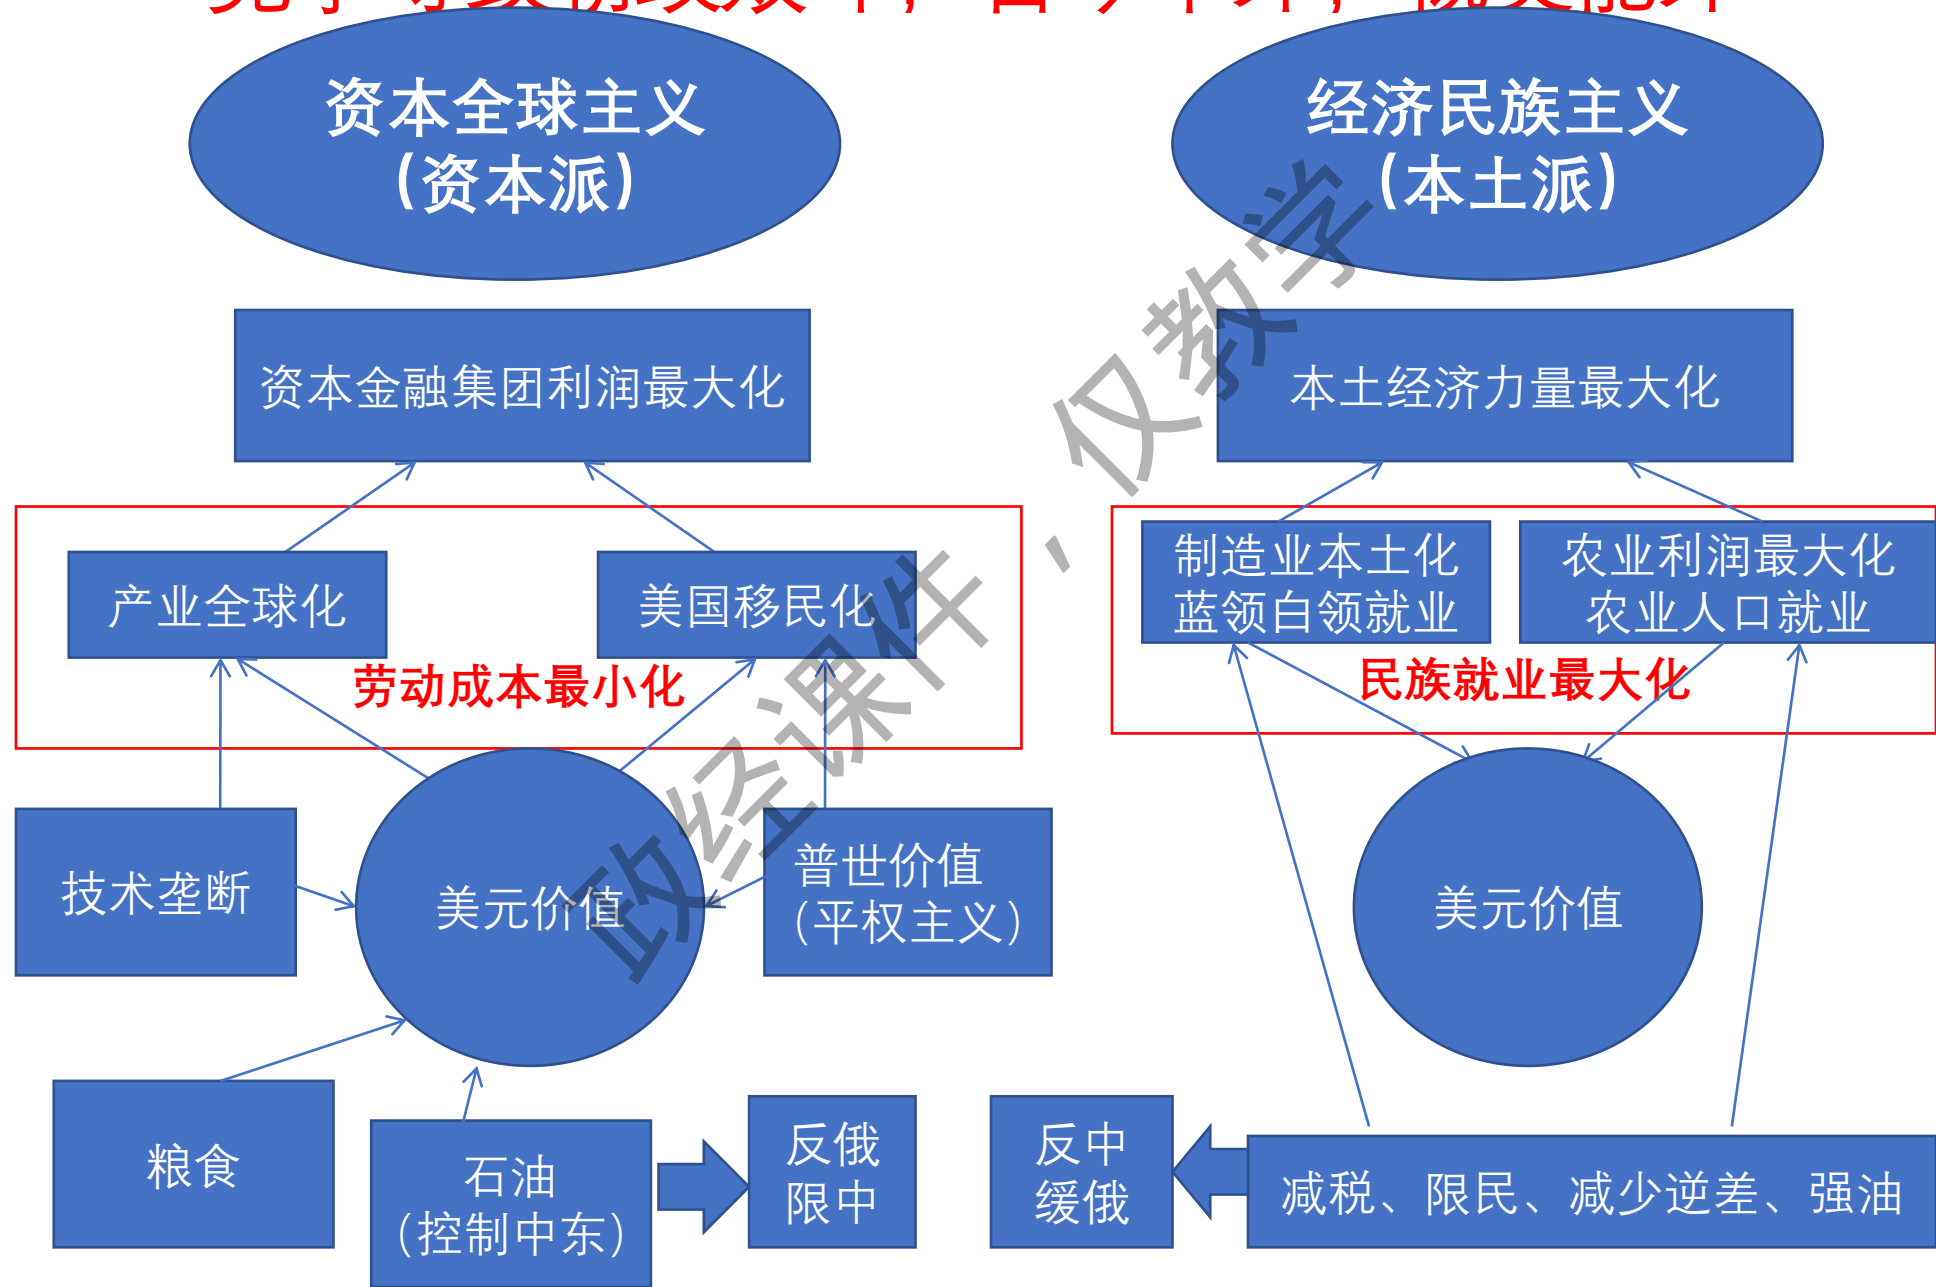 资本全球主义
(资本派)
经济民族主义
(本土派)
资本金融集团利润最大化
本土经济力量最大化
产业全球化
美国移民化
制造业本土化
蓝领白领就业
农业利润最大化
农业人口就业
劳动成本最小化
民族就业最大化
技术垄断
美元价值
普世价值
(平权主义)
美元价值
粮食
石油
(控制中东)
反俄
限中
反中
缓俄
减税、限民、减少逆差、强油
政经课件，仅教学